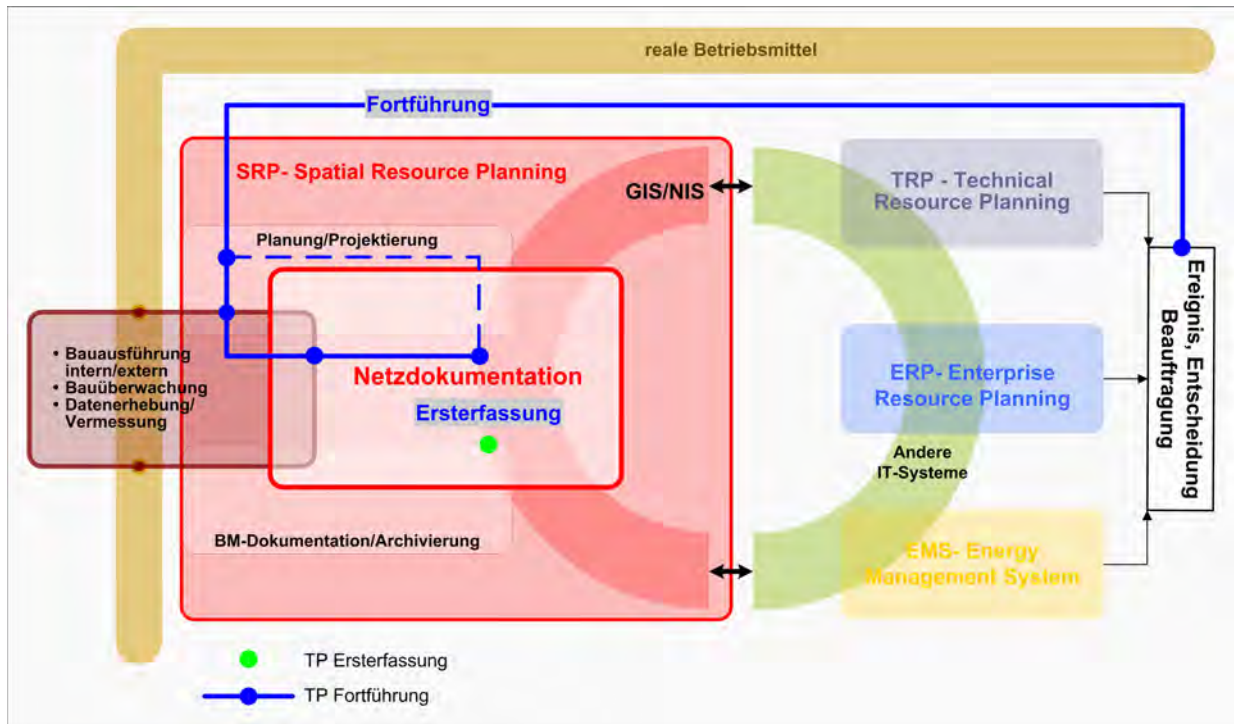 reale Betriebsmittel
Fortführung
SRP- Spatial Resource Planning
GIS/NIS
TRP - Technical
Resource Planning
Planung/Projektierung
Ereignis, Entscheidung
Beauftragung
• Bauausführung
intern/extern
• Bauüberwachung
• Datenerhebung/
Vermessung
Netzdokumentation
Ersterfassung
ERP- Enterprise
Resource Planning
Andere
IT-Systeme
BM-Dokumentation/Archivierung
EMS- Energy
Management System
TP Ersterfassung
TP Fortführung